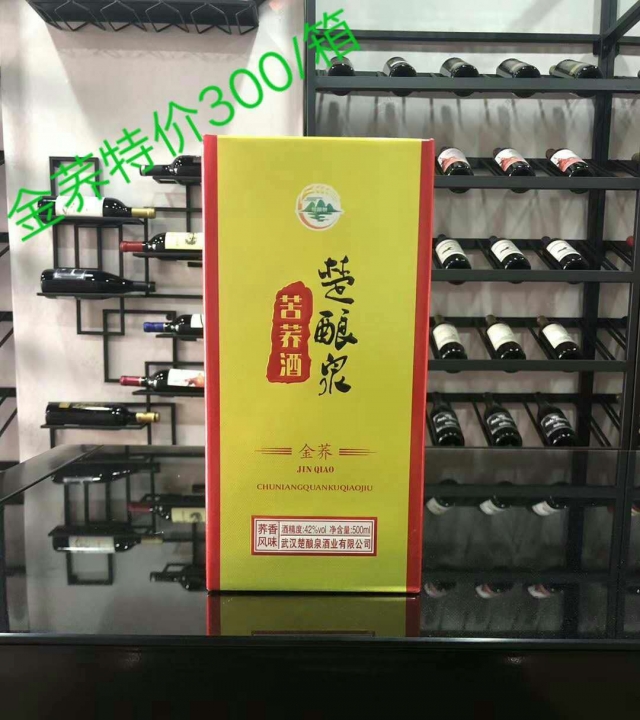 金荞特价300/箱
楚酿泉
苦荞酒
金荞
JIN QIAO
CHUNIANGQUANKUQIAOJIU
荞香风味
酒精度:42%vol 净含量:500ml
武汉楚酿泉酒业有限公司